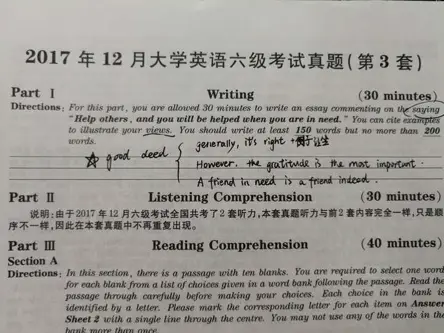 2017 年 12 月大学英语六级考试真题(第 3 套)
Part Ⅰ Writing (30 minutes)
Directions: For this part, you are allowed 30 minutes to write an essay commenting on the saying
"Help others, and you will be helped when you are in need." You can cite examples
to illustrate your views. You should write at least 150 words but no more than 200
words.
generally, it's right +
☆ good deed
However. the gratitude is the most important.
A friend in need is a friend indeed.
Part Ⅱ Listening Comprehension (30 minutes)
说明:由于 2017 年 12 月六级考试全国共考了 2 套听力,本套真题听力与前 2 套内容完全一样,只是顺
序不一样,因此在本套真题中不再重复出现。
Part Ⅲ Reading Comprehension (40 minutes)
Section A
Directions: In this section, there is a passage with ten blanks. You are required to select one word
for each blank from a list of choices given in a word bank following the passage. Read the
passage through carefully before making your choices. Each choice in the bank is
identified by a letter. Please mark the corresponding letter for each item on Answer
Sheet 2 with a single line through the centre. You may not use any of the words in the
bank more than once.